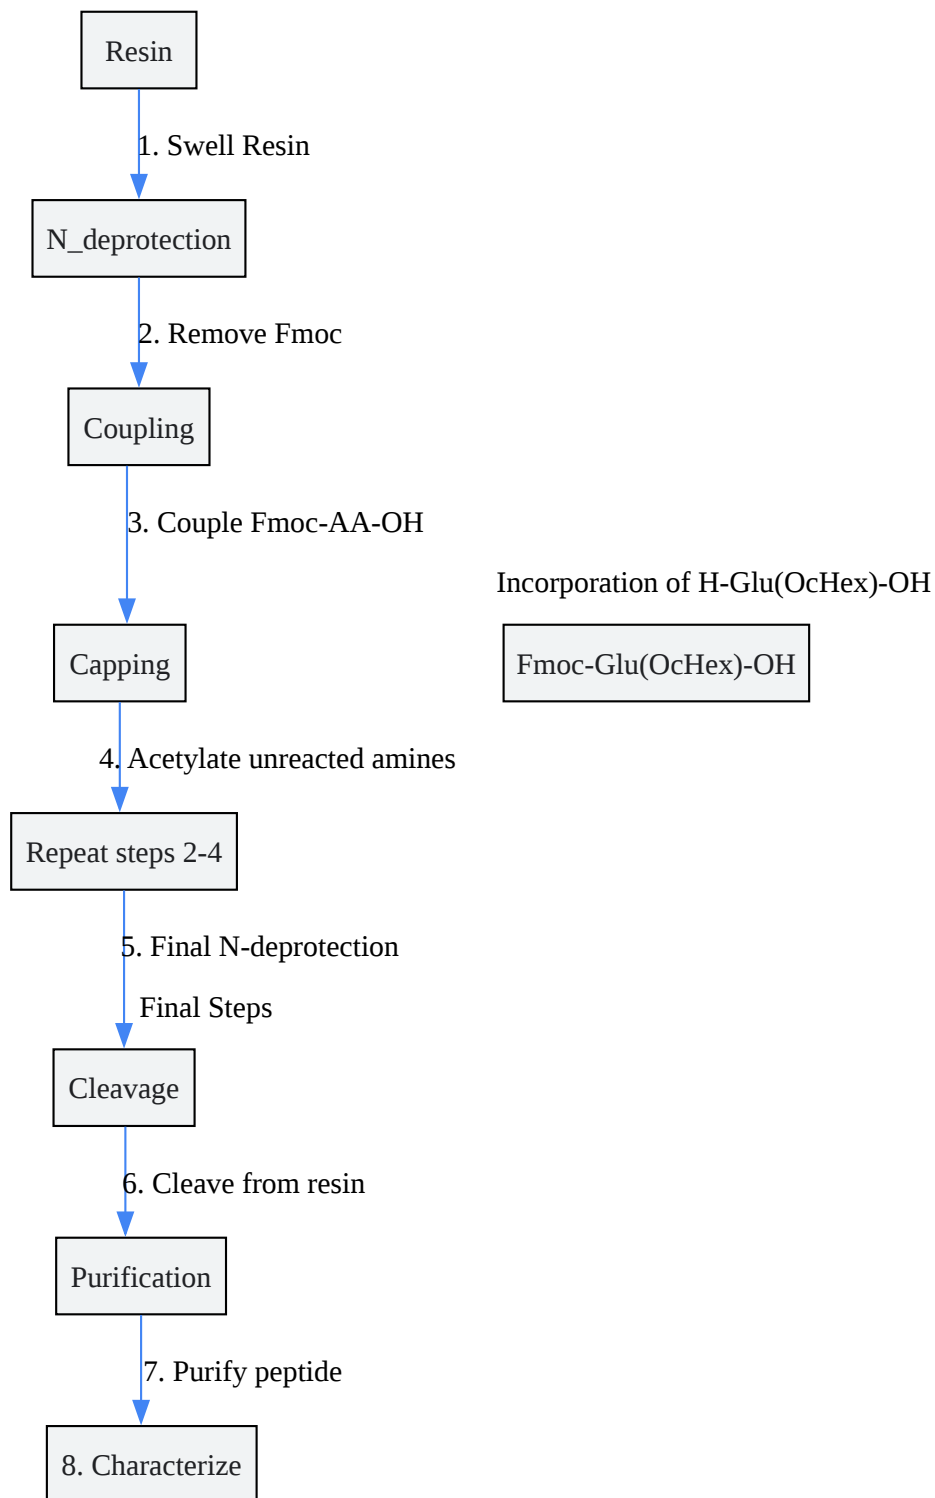 Resin
1. Swell Resin
N_deprotection
2. Remove Fmoc
Coupling
3. Couple Fmoc-AA-OH
Incorporation of H-Glu(OcHex)-OH
Capping
Fmoc-Glu(OcHex)-OH
4. Acetylate unreacted amines
Repeat steps 2-4
5. Final N-deprotection
Final Steps
Cleavage
6. Cleave from resin
Purification
7. Purify peptide
8. Characterize